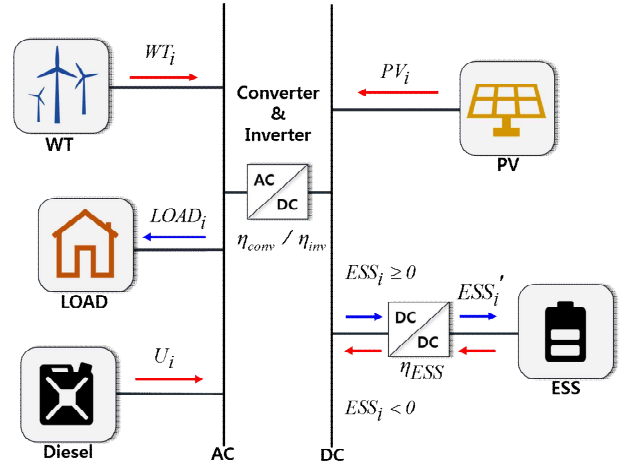 WT_i
WT
Converter
&
Inverter
PV_i
PV
AC
DC
η_conv / η_inv
LOAD_i
LOAD
ESS_i ≥ 0
ESS_i'
DC
DC
η_ESS
ESS
ESS_i < 0
U_i
Diesel
AC
DC